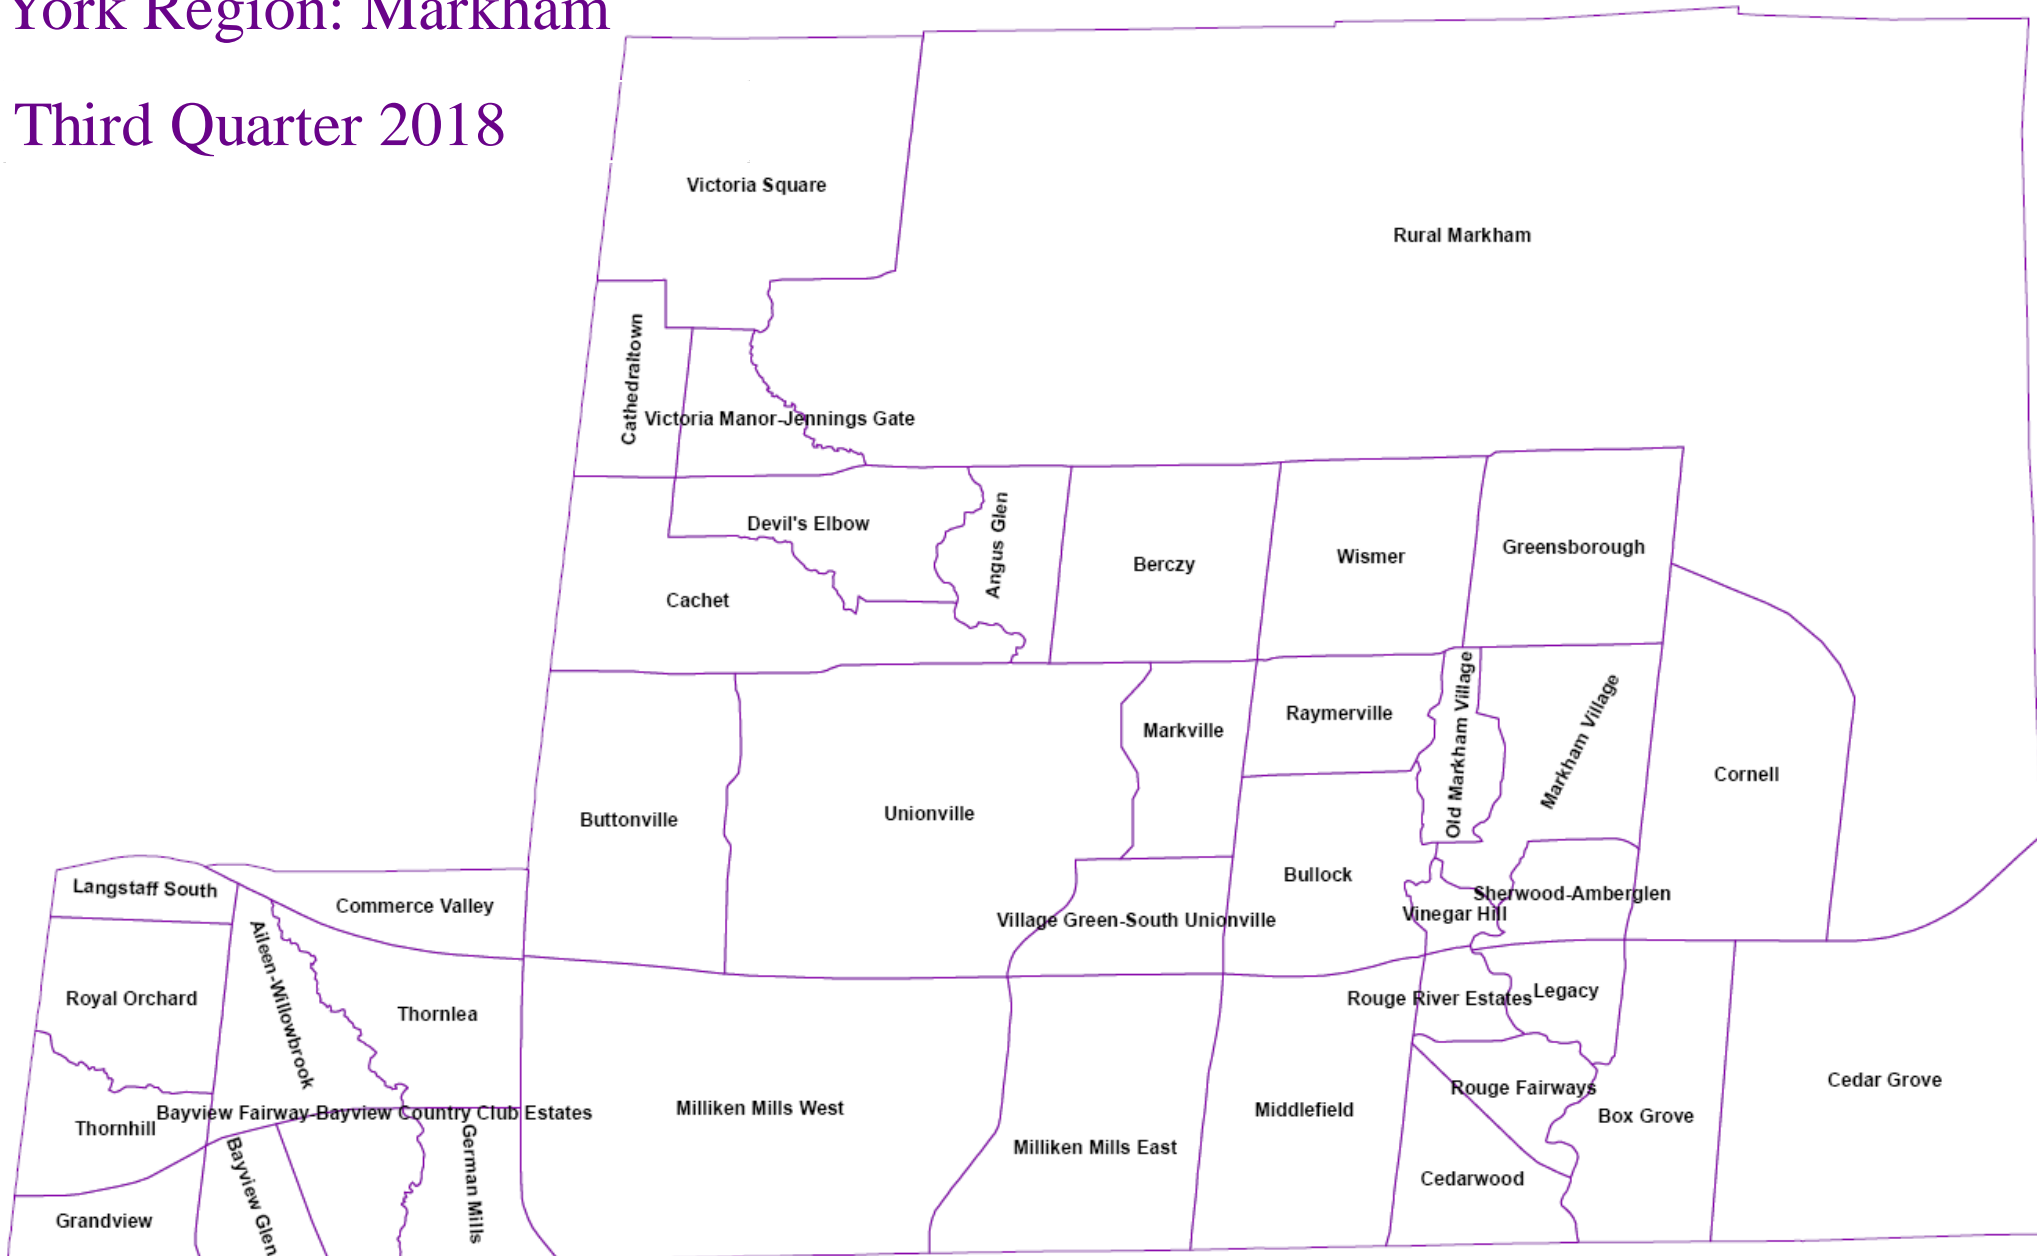 York Region: Markham
Third Quarter 2018
Victoria Square
Rural Markham
Cathedraltown
Victoria Manor-Jennings Gate
Devil's Elbow
Angus Glen
Berczy
Wismer
Greensborough
Cachet
Raymerville
Old Markham Village
Markham Village
Markville
Cornell
Buttonville
Unionville
Bullock
Langstaff South
Commerce Valley
Village Green-South Unionville
Vinegar Hill
Sherwood-Amberglen
Aileen-Willowbrook
Royal Orchard
Thornlea
Rouge River Estates
Legacy
Rouge Fairways
Cedar Grove
Thornhill
Bayview Fairway-Bayview Country Club Estates
Milliken Mills West
Milliken Mills East
Middlefield
Box Grove
Cedarwood
Grandview
Bayview Glen
German Mills